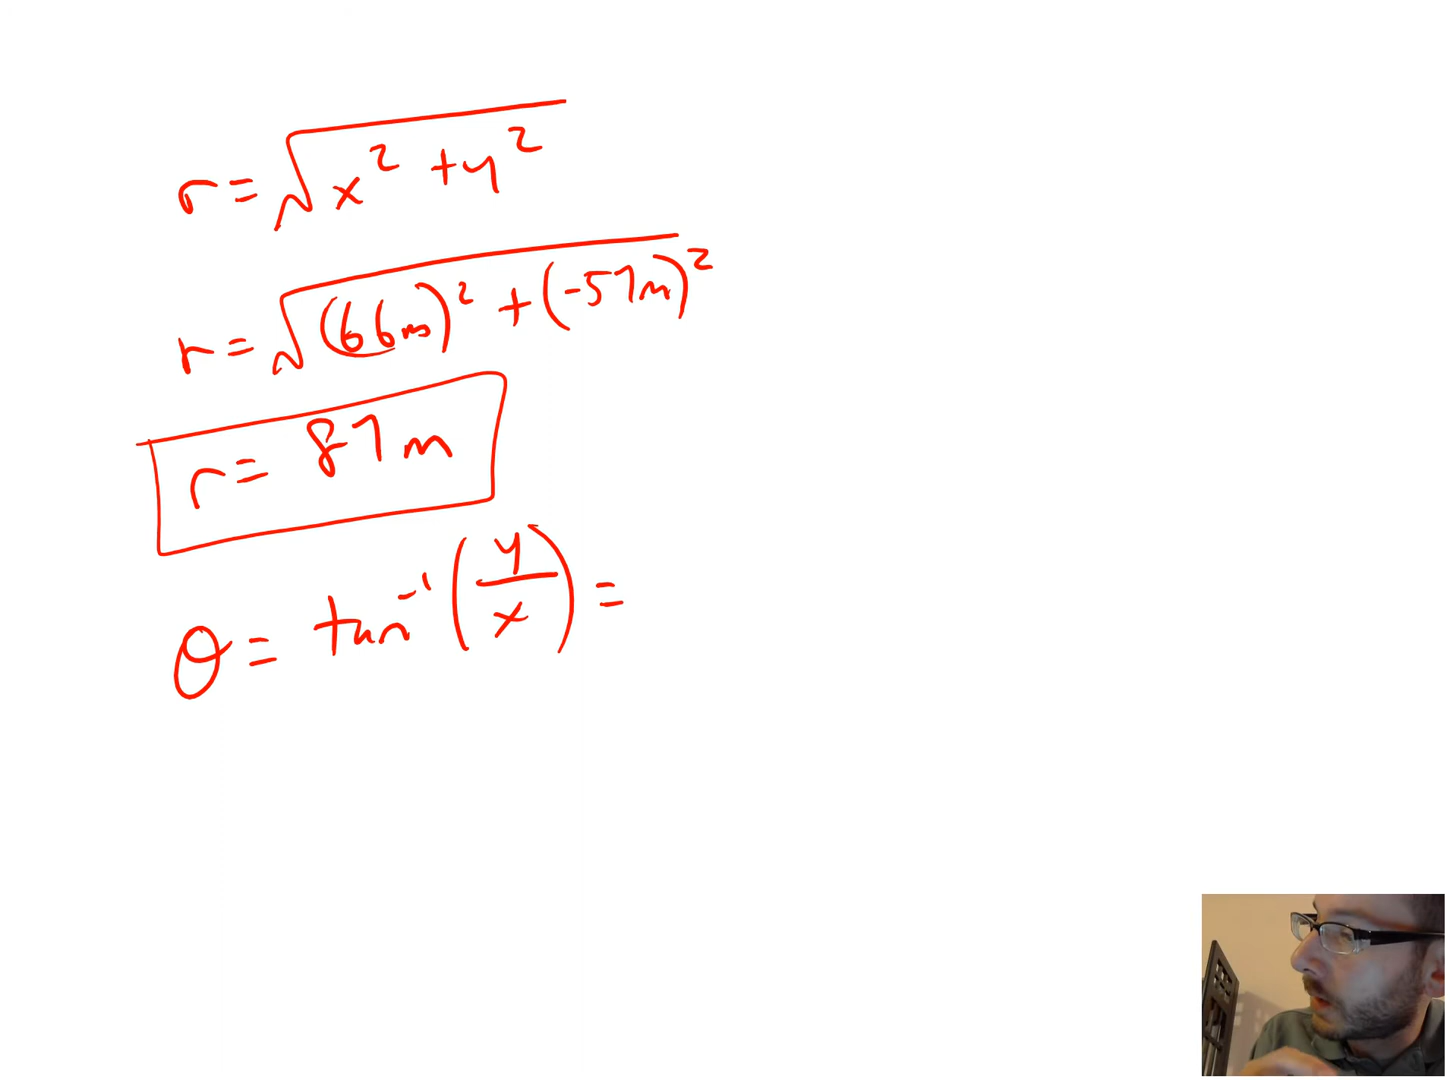 r = √x² + y²
r = √(66m)² + (-57m)²
r = 87m
θ = tan⁻¹(y/x) =